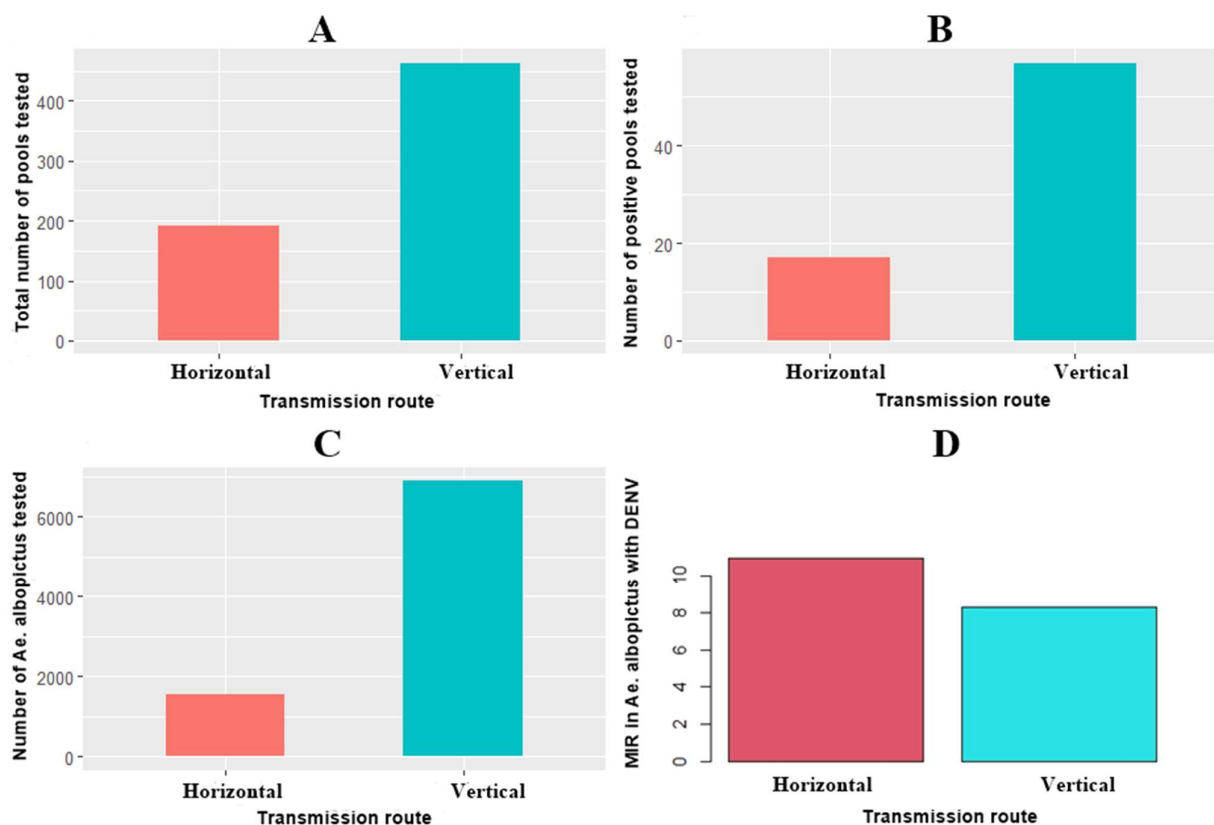 A
Total number of pools tested
400
300
200
100
0
Horizontal Vertical
Transmission route
B
Number of positive pools tested
40
20
0
Horizontal Vertical
Transmission route
C
Number of Ae. albopictus tested
6000
4000
2000
0
Horizontal Vertical
Transmission route
D
MIR in Ae. albopictus with DENV
10
8
6
4
2
0
Horizontal Vertical
Transmission route